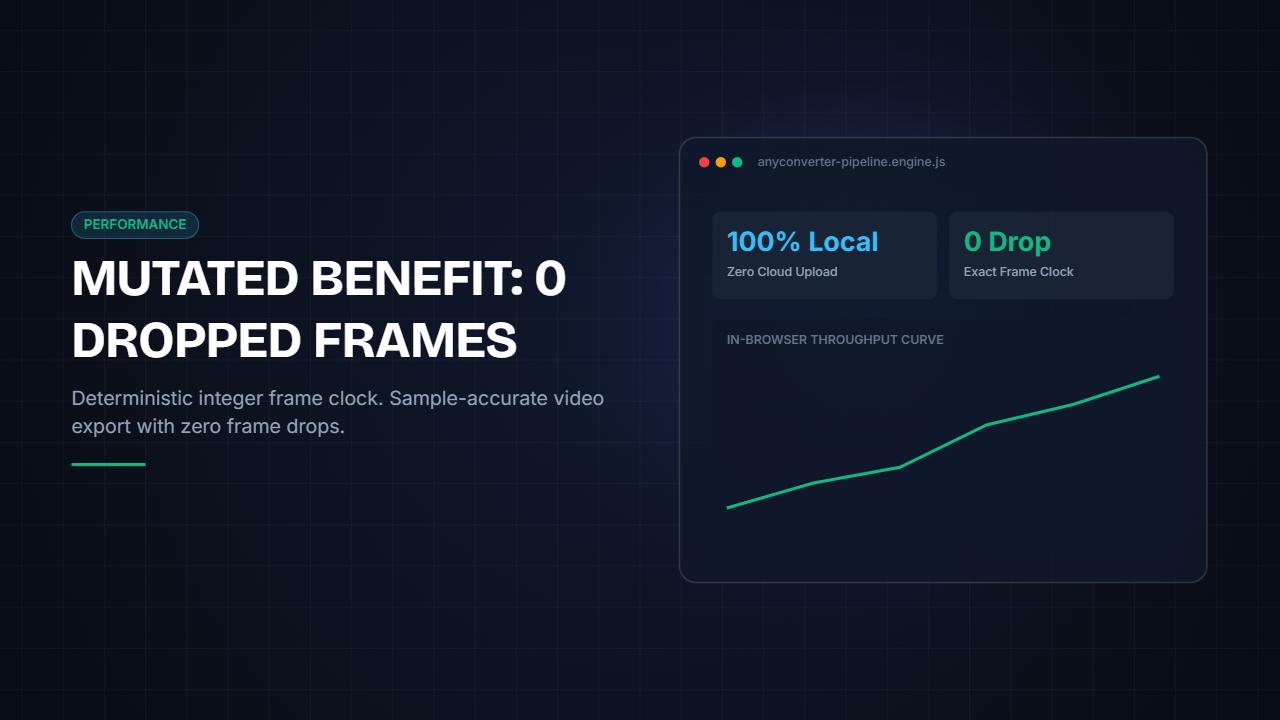 PERFORMANCE
MUTATED BENEFIT: 0
DROPPED FRAMES
Deterministic integer frame clock. Sample-accurate video
export with zero frame drops.
anyconverter-pipeline.engine.js
100% Local
Zero Cloud Upload
0 Drop
Exact Frame Clock
IN-BROWSER THROUGHPUT CURVE